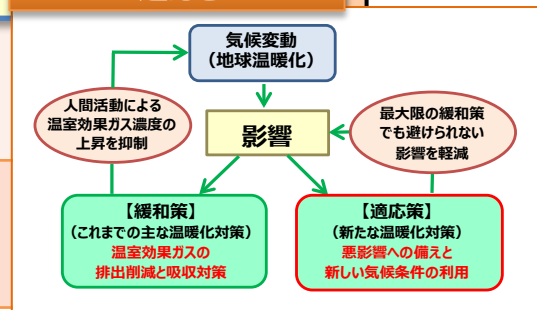 気候変動
（地球温暖化）
人間活動による
温室効果ガス濃度の
上昇を抑制
影響
最大限の緩和策
でも避けられない
影響を軽減
【緩和策】
（これまでの主な温暖化対策）
温室効果ガスの
排出削減と吸収対策
【適応策】
（新たな温暖化対策）
悪影響への備えと
新しい気候条件の利用